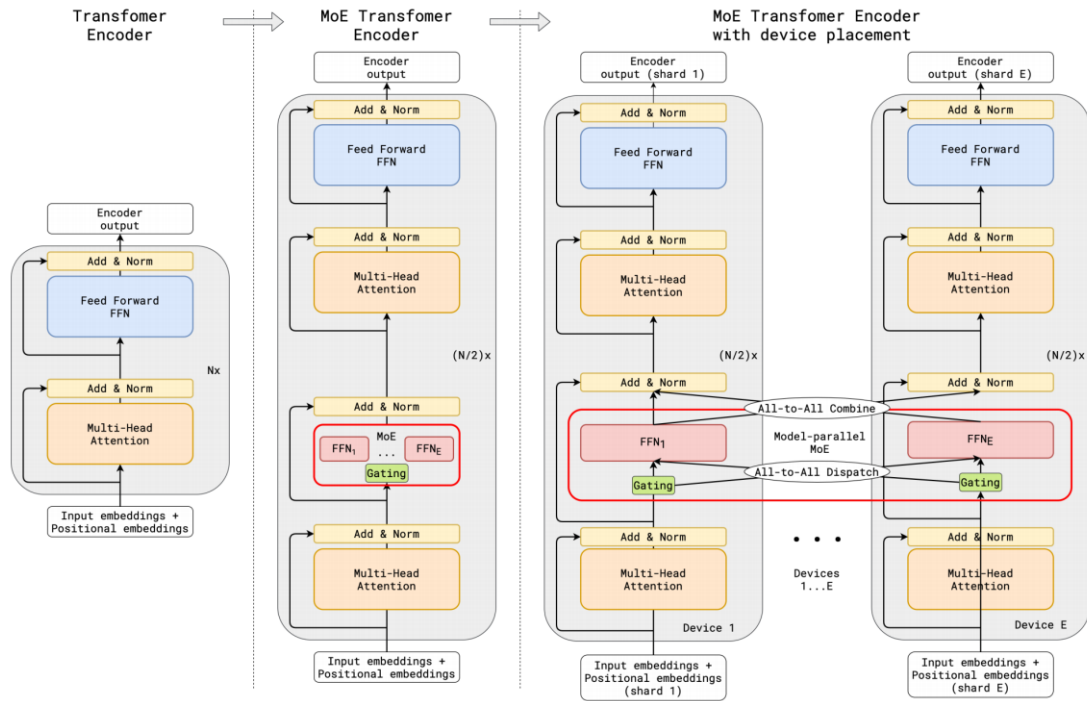 Transfomer
Encoder
Encoder
output
Add & Norm
Feed Forward
FFN
Nx
Add & Norm
Multi-Head
Attention
Input embeddings +
Positional embeddings
MoE Transfomer
Encoder
Encoder
output
Add & Norm
Feed Forward
FFN
Add & Norm
Multi-Head
Attention
(N/2)x
Add & Norm
MoE
FFN1 ... FFNE
Gating
Add & Norm
Multi-Head
Attention
Input embeddings +
Positional embeddings
MoE Transfomer Encoder
with device placement
Encoder
output (shard 1)
Add & Norm
Feed Forward
FFN
Add & Norm
Multi-Head
Attention
(N/2)x
Add & Norm
All-to-All Combine
FFN1
Model-parallel
MoE
All-to-All Dispatch
Gating
Add & Norm
Multi-Head
Attention
Device 1
Input embeddings +
Positional embeddings
(shard 1)
Devices
1...E
Encoder
output (shard E)
Add & Norm
Feed Forward
FFN
Add & Norm
Multi-Head
Attention
(N/2)x
Add & Norm
FFNE
Gating
Add & Norm
Multi-Head
Attention
Device E
Input embeddings +
Positional embeddings
(shard E)